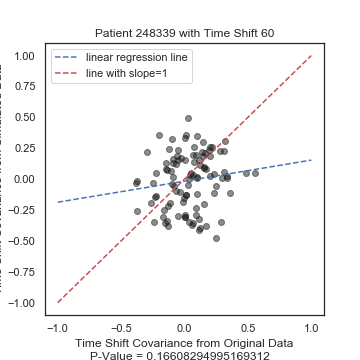 Patient 248339 with Time Shift 60
linear regression line
line with slope=1
1.00
0.75
0.50
0.25
0.00
−0.25
−0.50
−0.75
−1.00
−1.0
−0.5
0.0
0.5
1.0
Time Shift Covariance from Original Data
P-Value = 0.16608294995169312